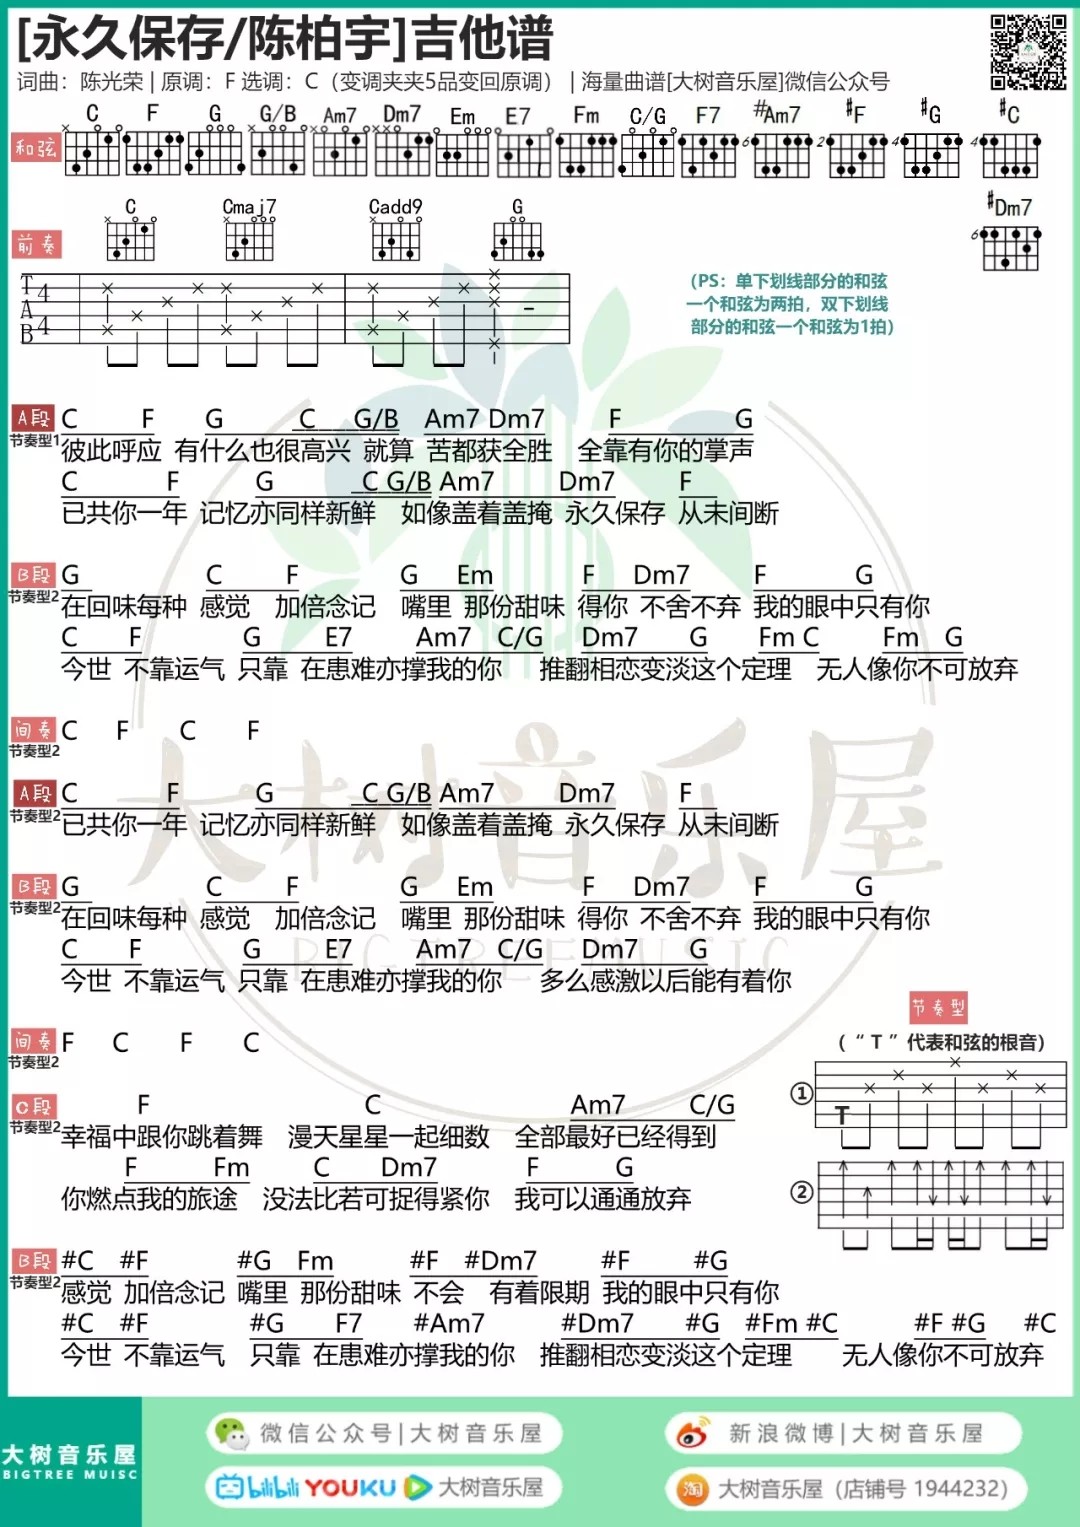 [永久保存/陈柏宇]吉他谱
词曲：陈光荣 | 原调：F 选调：C（变调夹夹5品变回原调） | 海量曲谱[大树音乐屋]微信公众号
和弦 C F G G/B Am7 Dm7 Em E7 Fm C/G F7 #Am7 #F #G #C
6 2 4 4
前奏 C Cmaj7 Cadd9 G #Dm7
6
TAB 4/4
（PS：单下划线部分的和弦
一个和弦为两拍，双下划线
部分的和弦一个和弦为1拍）
A段 C F G C G/B Am7 Dm7 F G
节奏型1 彼此呼应 有什么也很高兴 就算 苦都获全胜 全靠有你的掌声
C F G C G/B Am7 Dm7 F
已共你一年 记忆亦同样新鲜 如像盖着盖掩 永久保存 从未间断
B段 G C F G Em F Dm7 F G
节奏型2 在回味每种 感觉 加倍念记 嘴里 那份甜味 得你 不舍不弃 我的眼中只有你
C F G E7 Am7 C/G Dm7 G Fm C Fm G
今世 不靠运气 只靠 在患难亦撑我的你 推翻相恋变淡这个定理 无人像你不可放弃
间奏 C F C F
节奏型2
A段 C F G C G/B Am7 Dm7 F
节奏型2 已共你一年 记忆亦同样新鲜 如像盖着盖掩 永久保存 从未间断
B段 G C F G Em F Dm7 F G
节奏型2 在回味每种 感觉 加倍念记 嘴里 那份甜味 得你 不舍不弃 我的眼中只有你
C F G E7 Am7 C/G Dm7 G
今世 不靠运气 只靠 在患难亦撑我的你 多么感激以后能有着你
间奏 F C F C
节奏型2
C段 F C Am7 C/G
节奏型2 幸福中跟你跳着舞 漫天星星一起细数 全部最好已经得到
F Fm C Dm7 F G
你燃点我的旅途 没法比若可捉得紧你 我可以通通放弃
节奏型
（“T”代表和弦的根音）
① T
②
B段 #C #F #G Fm #F #Dm7 #F #G
节奏型2 感觉 加倍念记 嘴里 那份甜味 不会 有着限期 我的眼中只有你
#C #F #G F7 #Am7 #Dm7 #G #Fm #C #F #G #C
今世 不靠运气 只靠 在患难亦撑我的你 推翻相恋变淡这个定理 无人像你不可放弃
大树音乐屋
BIGTREEMUSIC
大树音乐屋
BIGTREE MUISC
微信公众号|大树音乐屋
新浪微博|大树音乐屋
bilibili YOUKU 大树音乐屋
淘 大树音乐屋（店铺号 1944232）